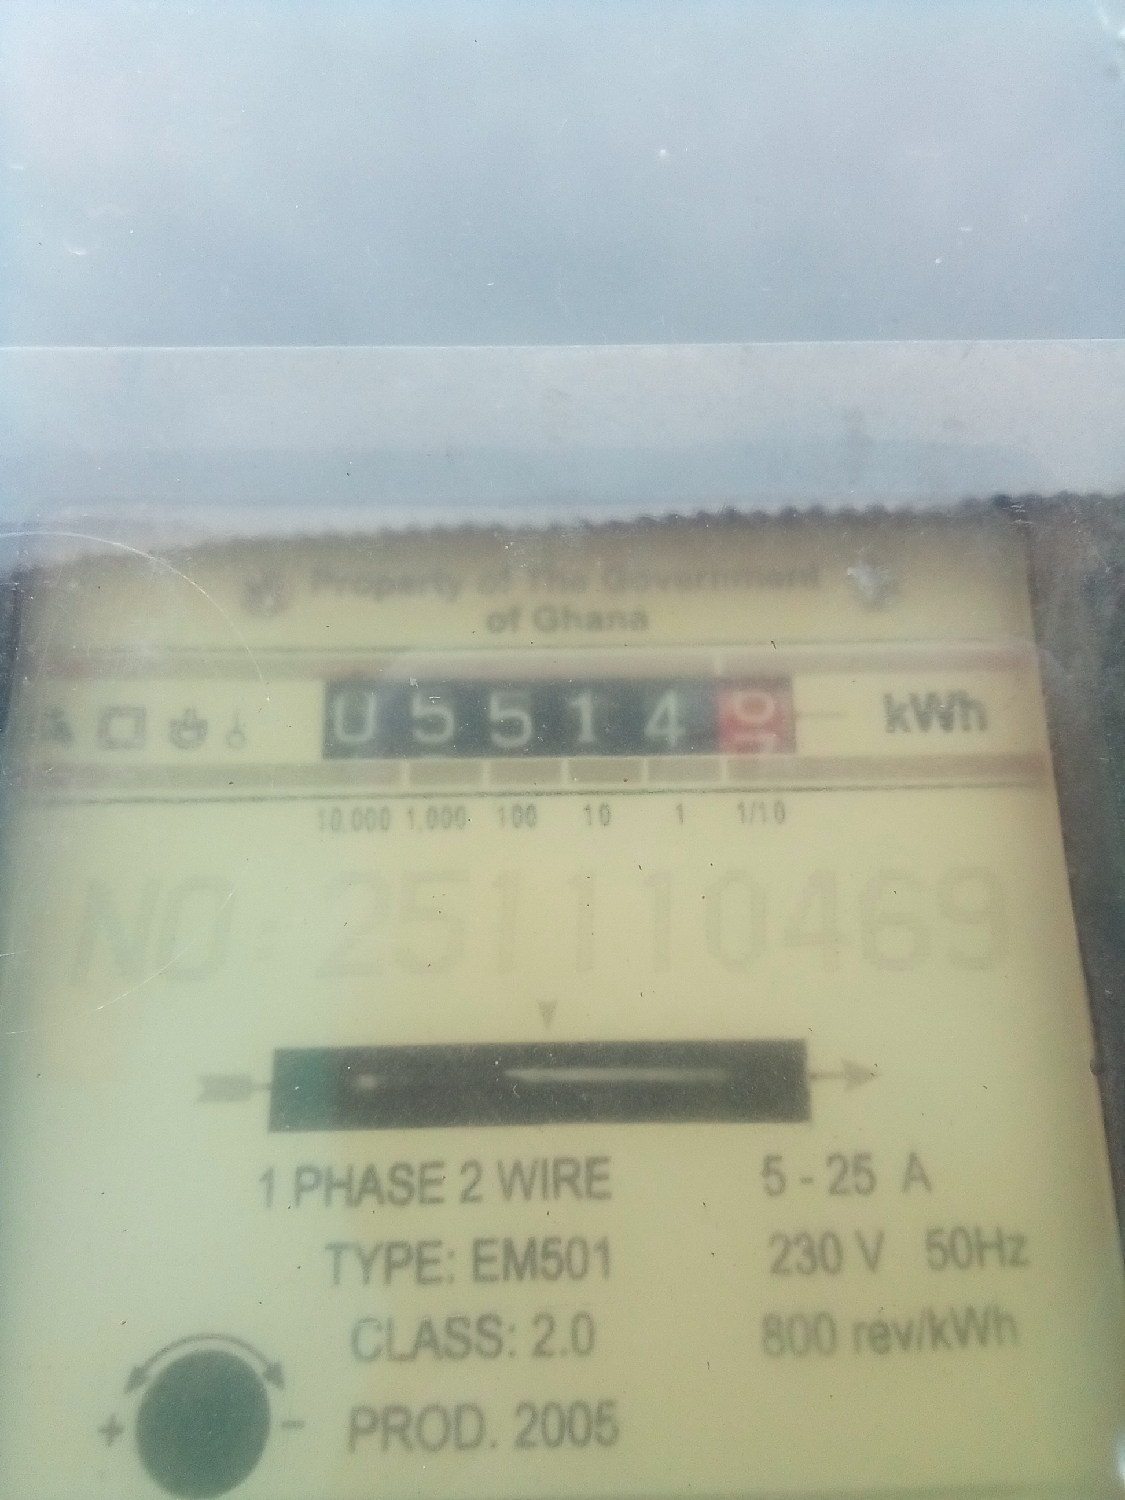 Property of The Government
of Ghana
05514 kWh
10,000 1,000 100 10 1 1/10
NO: 251110469
1 PHASE 2 WIRE 5 - 25 A
TYPE: EM501 230 V 50Hz
CLASS: 2.0 800 rev/kWh
+ - PROD. 2005